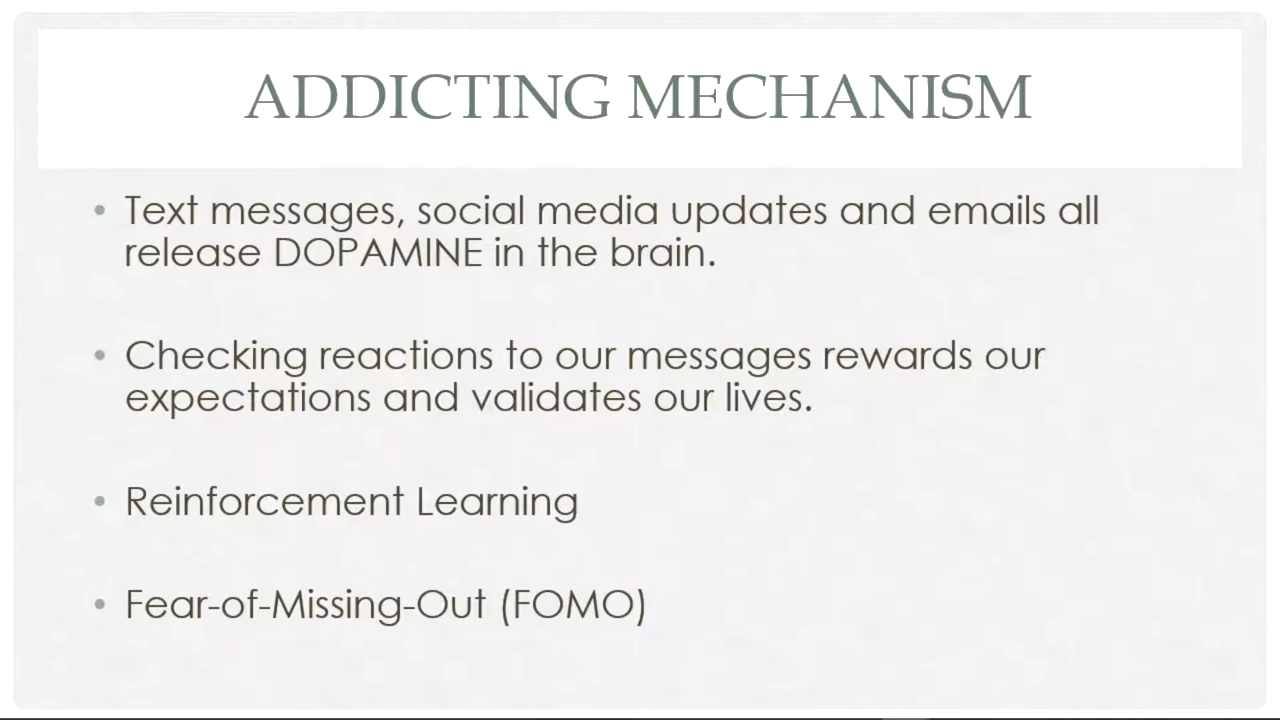 ADDICTING MECHANISM
• Text messages, social media updates and emails all
release DOPAMINE in the brain.
• Checking reactions to our messages rewards our
expectations and validates our lives.
• Reinforcement Learning
• Fear-of-Missing-Out (FOMO)